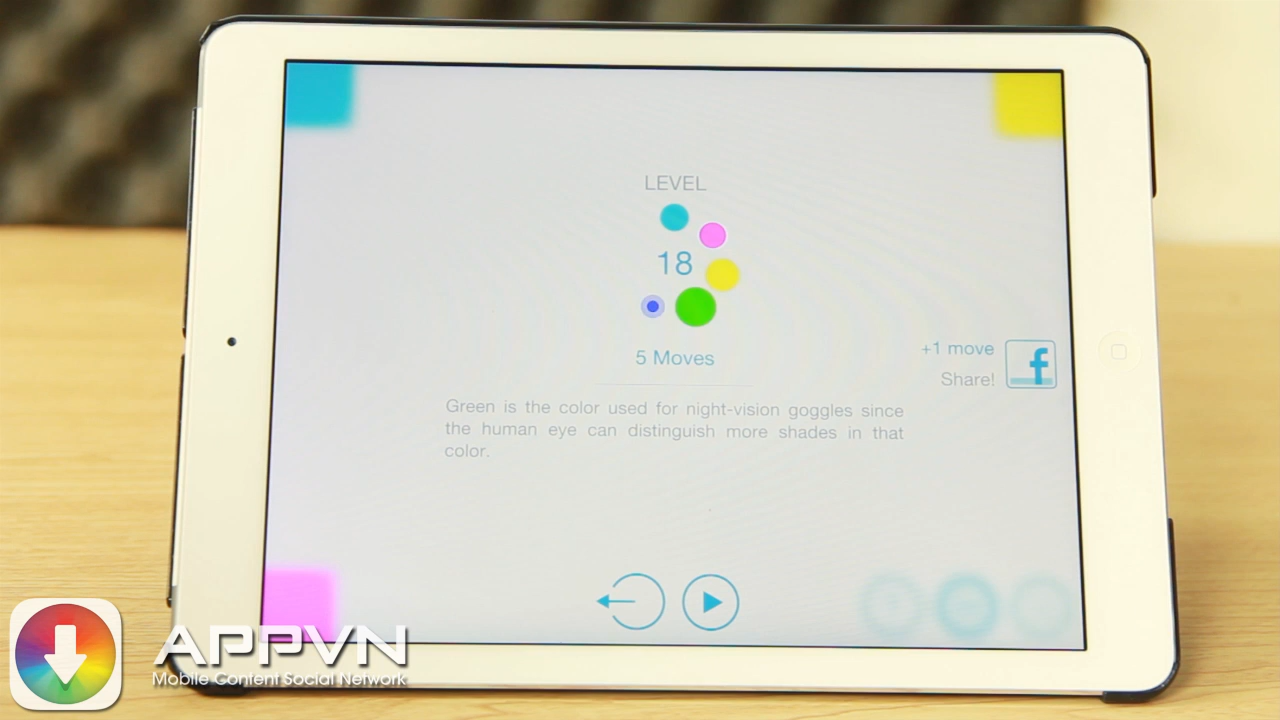 LEVEL
18
5 Moves
+1 move
Share!
Green is the color used for night-vision goggles since
the human eye can distinguish more shades in that
color.
APPVN
Mobile Content Social Network